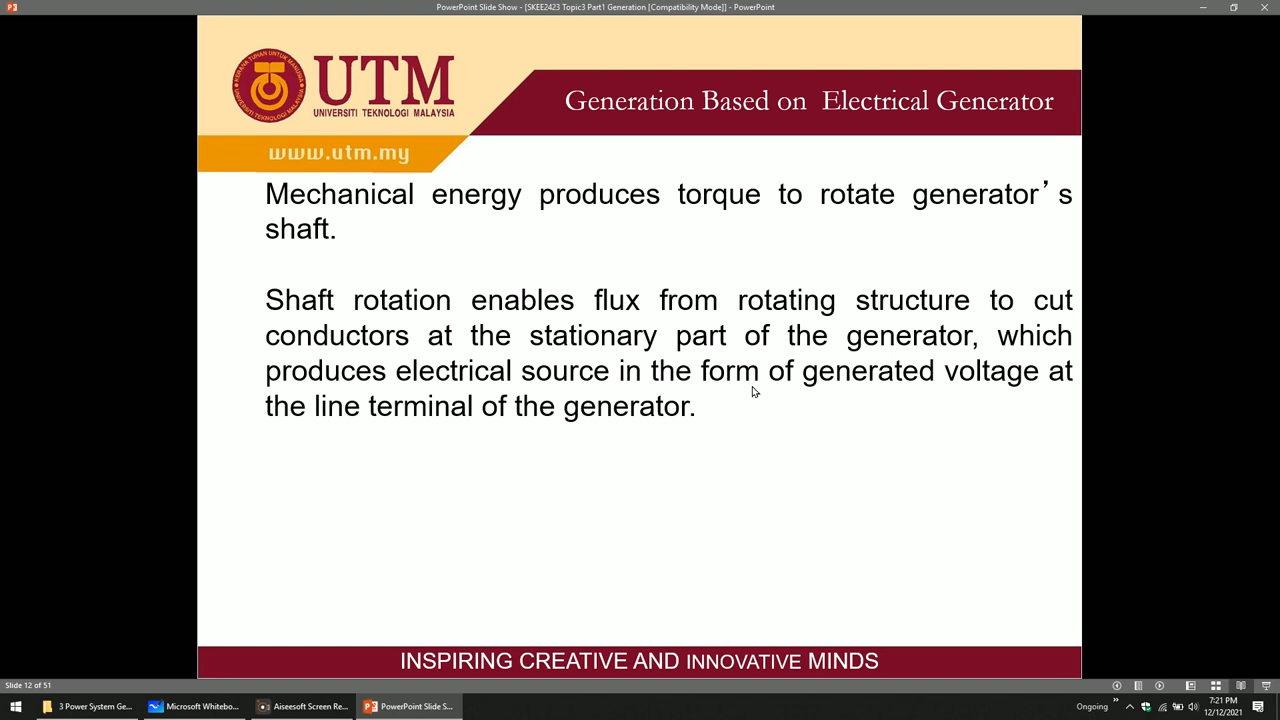 PowerPoint Slide Show - [SKEE2423 Topic3 Part1 Generation [Compatibility Mode]] - PowerPoint
UTM
UNIVERSITI TEKNOLOGI MALAYSIA
Generation Based on Electrical Generator
www.utm.my
Mechanical energy produces torque to rotate generator’s
shaft.
Shaft rotation enables flux from rotating structure to cut
conductors at the stationary part of the generator, which
produces electrical source in the form of generated voltage at
the line terminal of the generator.
INSPIRING CREATIVE AND INNOVATIVE MINDS
Slide 12 of 51
3 Power System Ge...
Microsoft Whitebo...
Aiseesoft Screen Re...
PowerPoint Slide S...
Ongoing
7:21 PM
12/12/2021